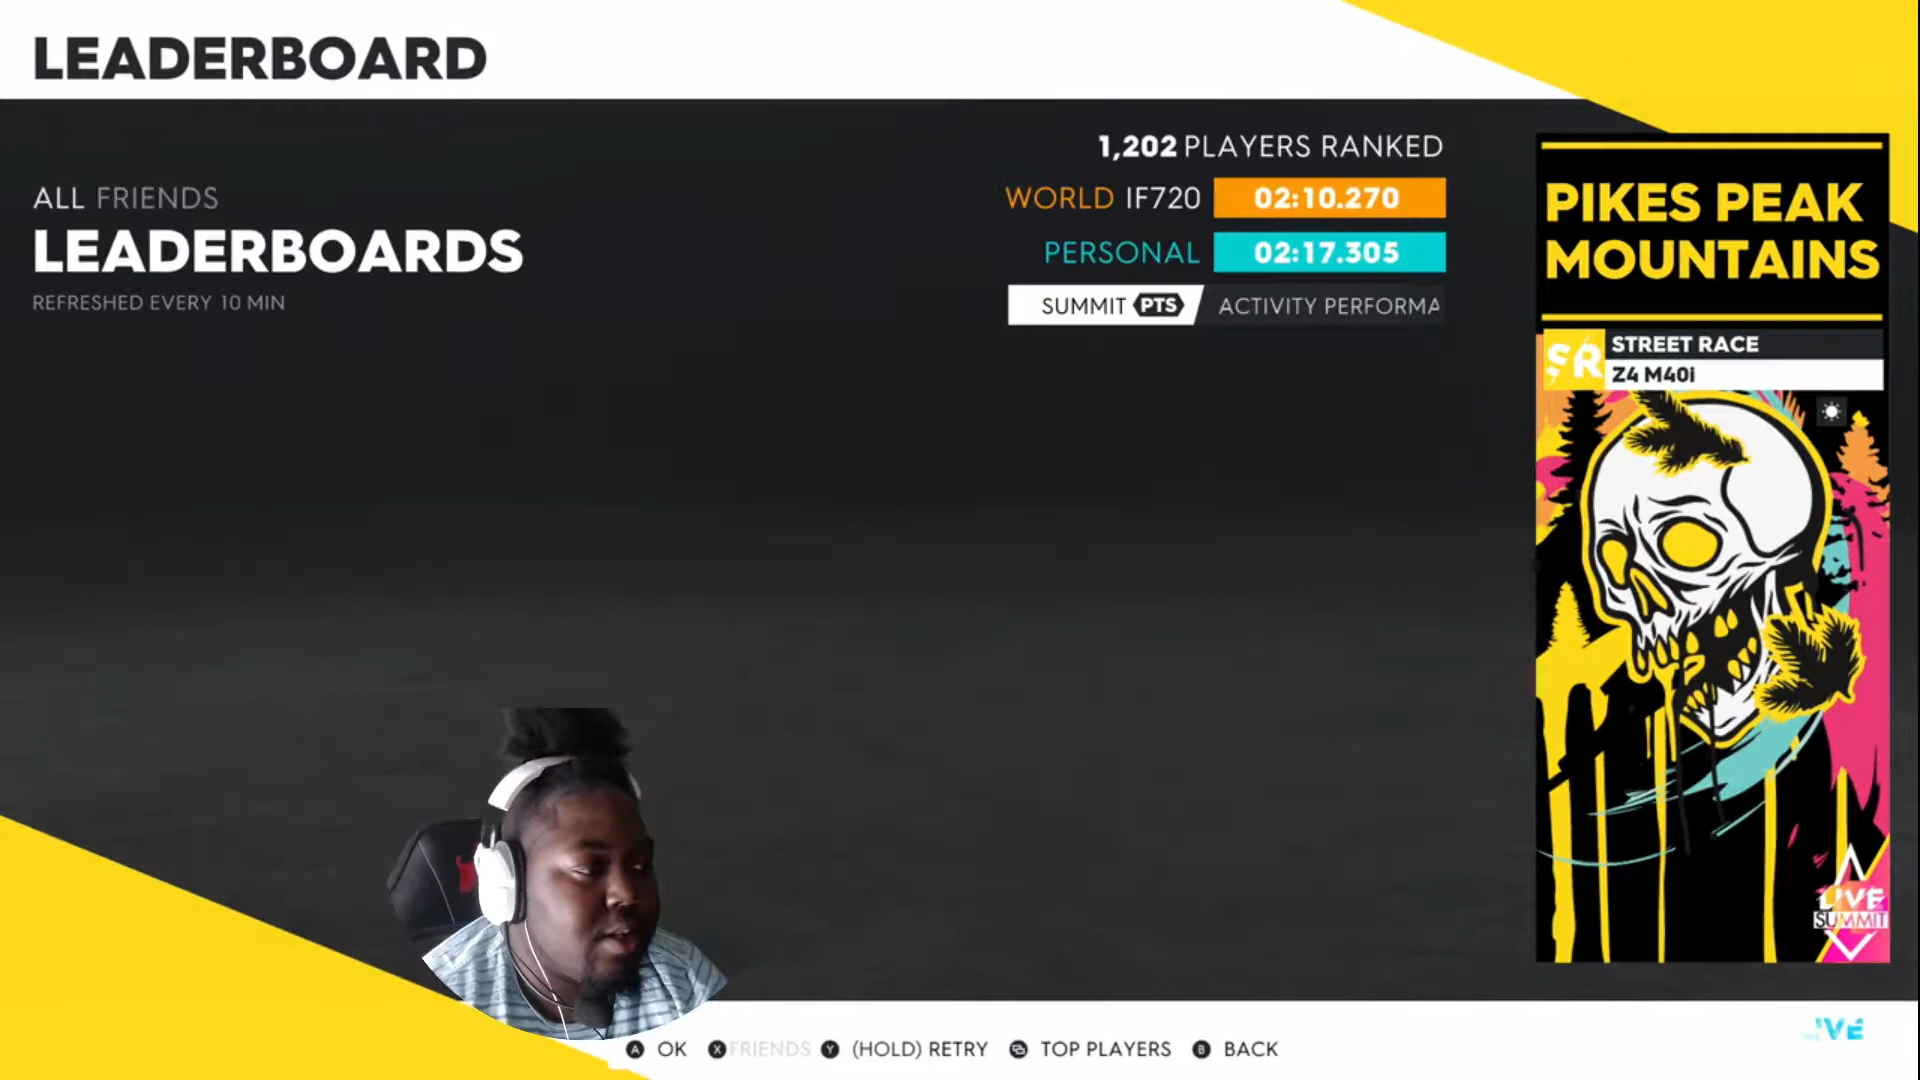 LEADERBOARD
1,202 PLAYERS RANKED
ALL FRIENDS
WORLD IF720 02:10.270
LEADERBOARDS
PERSONAL 02:17.305
REFRESHED EVERY 10 MIN
SUMMIT PTS ACTIVITY PERFORMA
PIKES PEAK
MOUNTAINS
SR
STREET RACE
Z4 M40i
LIVE
SUMMIT
A OK X FRIENDS Y (HOLD) RETRY TOP PLAYERS B BACK